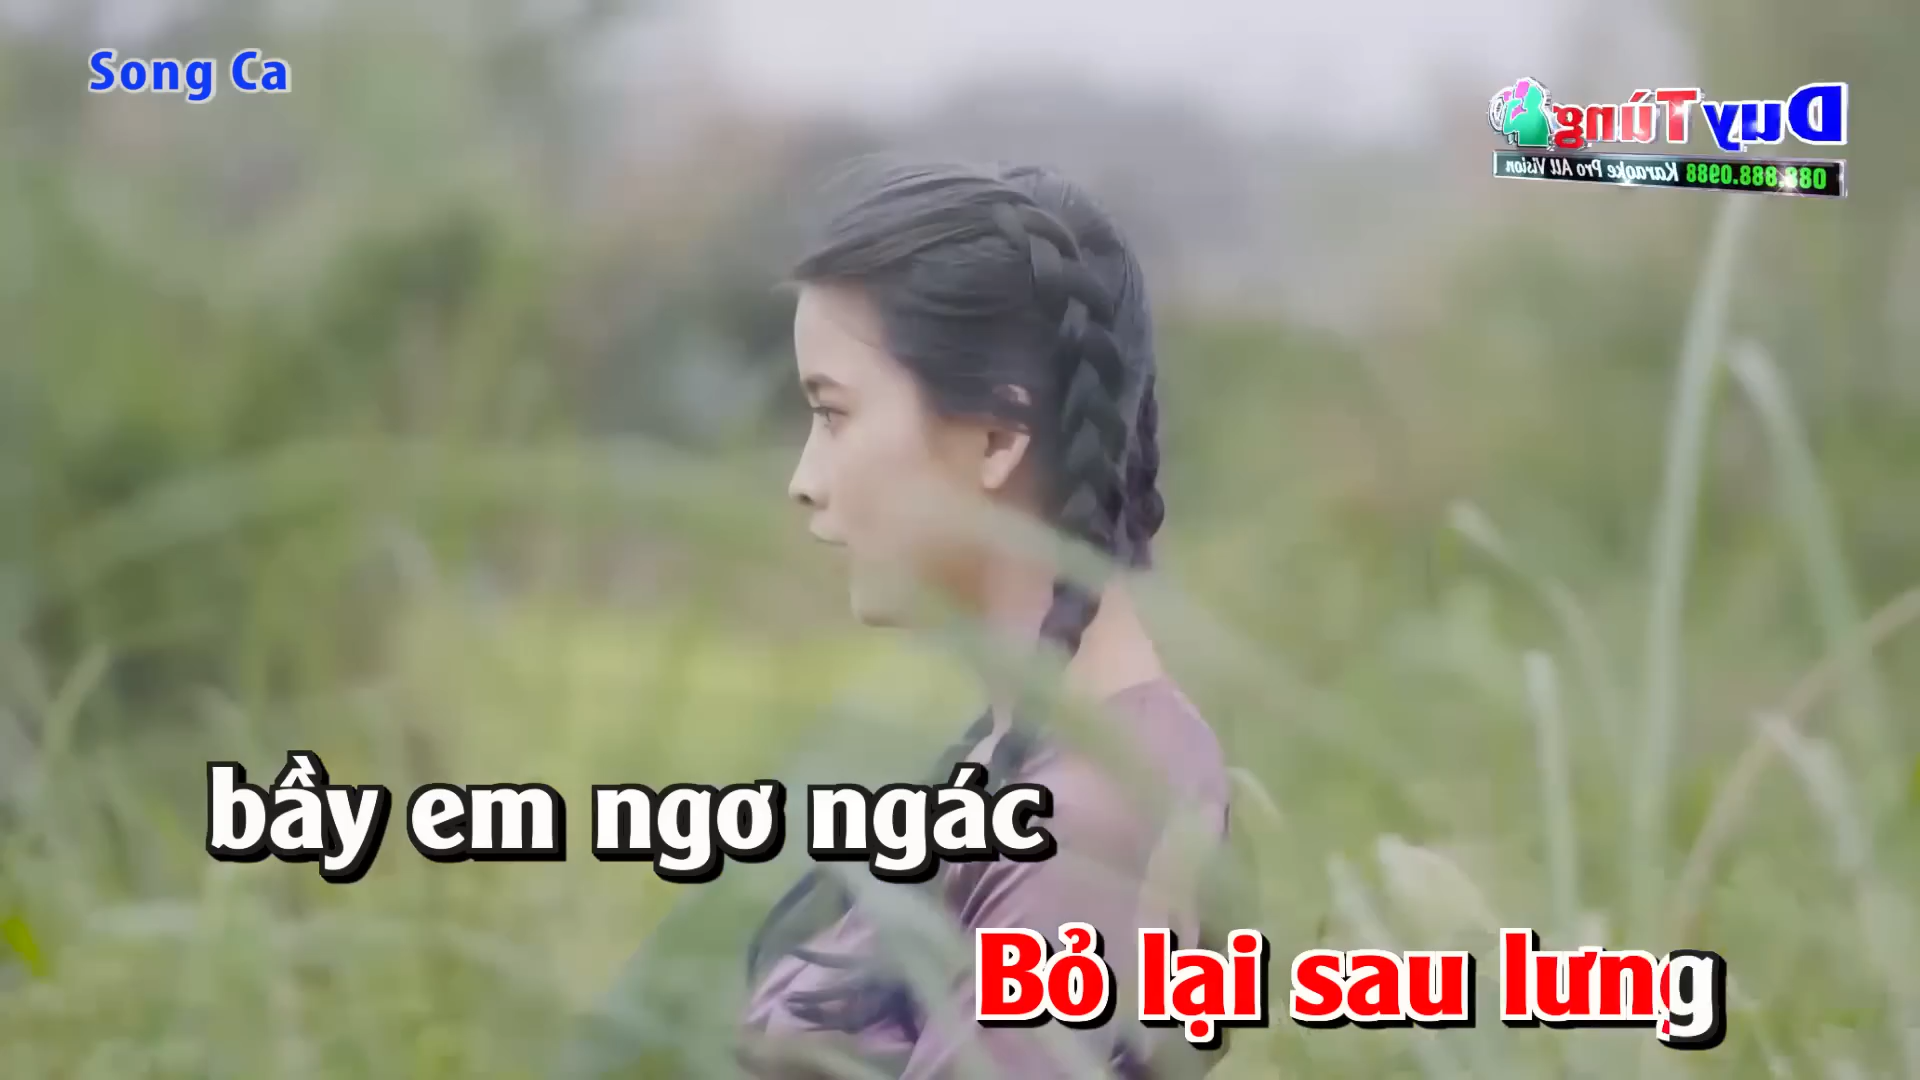 Song Ca
Duy Tùng
088.888.0988 Karaoke Pro All Vision
bầy em ngơ ngác
Bỏ lại sau lưng